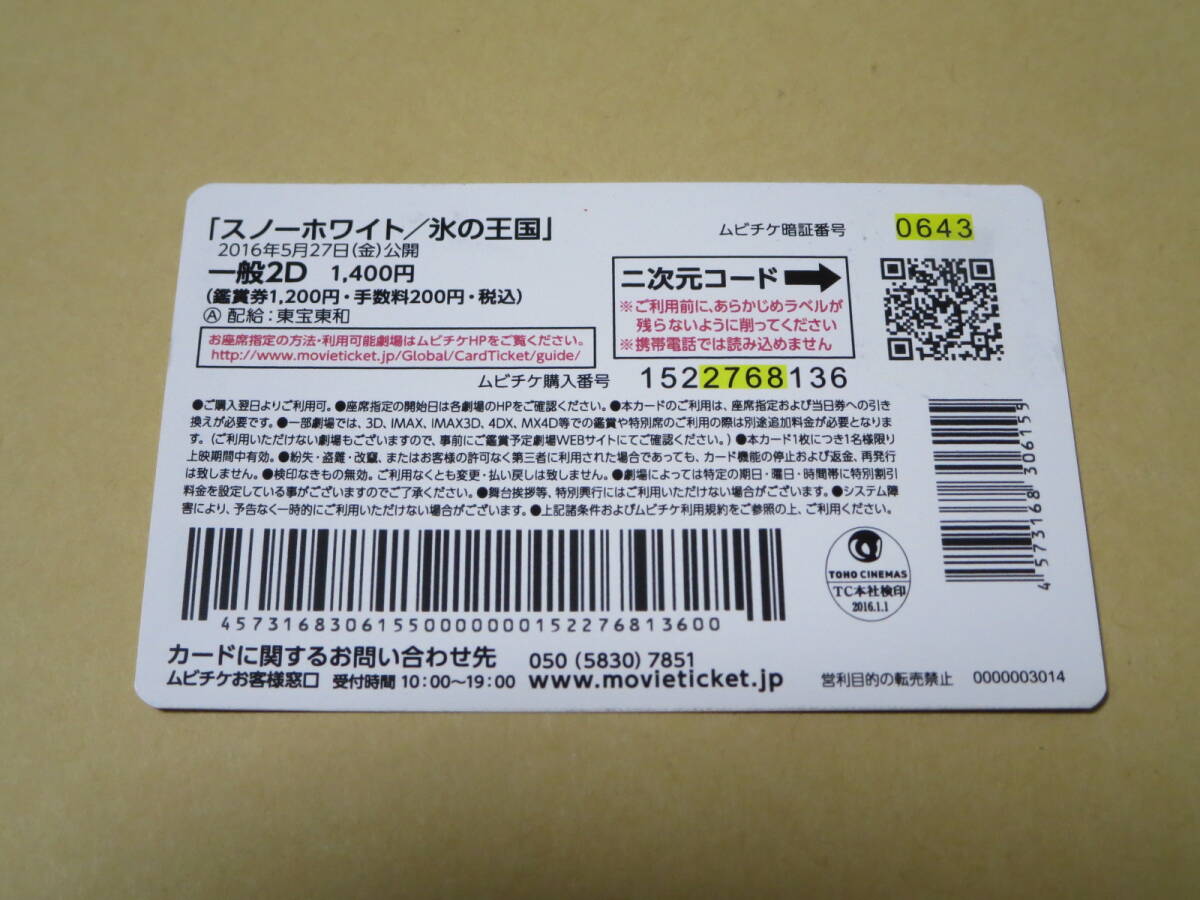 「スノーホワイト／氷の王国」
2016年5月27日(金)公開
一般2D 1,400円
(鑑賞券1,200円・手数料200円・税込)
Ⓐ 配給：東宝東和
お座席指定の方法・利用可能劇場はムビチケHPをご覧ください。
http://www.movieticket.jp/Global/CardTicket/guide/
ムビチケ暗証番号 0643
二次元コード
※ご利用前に、あらかじめラベルが
残らないように削ってください
※携帯電話では読み込めません
ムビチケ購入番号 1522768136
●ご購入翌日よりご利用可。●座席指定の開始日は各劇場のHPをご確認ください。●本カードのご利用は、座席指定および当日券への引き
換えが必要です。●一部劇場では、3D、IMAX、IMAX3D、4DX、MX4D等での鑑賞や特別席のご利用の際は別途追加料金が必要となりま
す。(ご利用いただけない劇場もございますので、事前にご鑑賞予定劇場WEBサイトにてご確認ください。)●本カード1枚につき1名様限り
上映期間中有効。●紛失・盗難・改竄、またはお客様の許可なく第三者に利用された場合であっても、カード機能の停止および返金、再発行
は致しません。●検印なきもの無効。ご利用なくとも変更・払い戻しは致しません。●劇場によっては特定の期日・曜日・時間帯に特別割引
料金を設定している事がございますのでご了承ください。●舞台挨拶等、特別興行にはご利用いただけない場合がございます。●システム障
害により、予告なく一時的にご利用いただけない場合がございます。●上記諸条件およびムビチケ利用規約をご参照の上、ご利用ください。
4573168306155000000001522768136​00
4573168306155
TOHO CINEMAS
TC本社検印
2016.1.1
カードに関するお問い合わせ先 050 (5830) 7851
ムビチケお客様窓口 受付時間 10:00～19:00 www.movieticket.jp
営利目的の転売禁止 0000003014